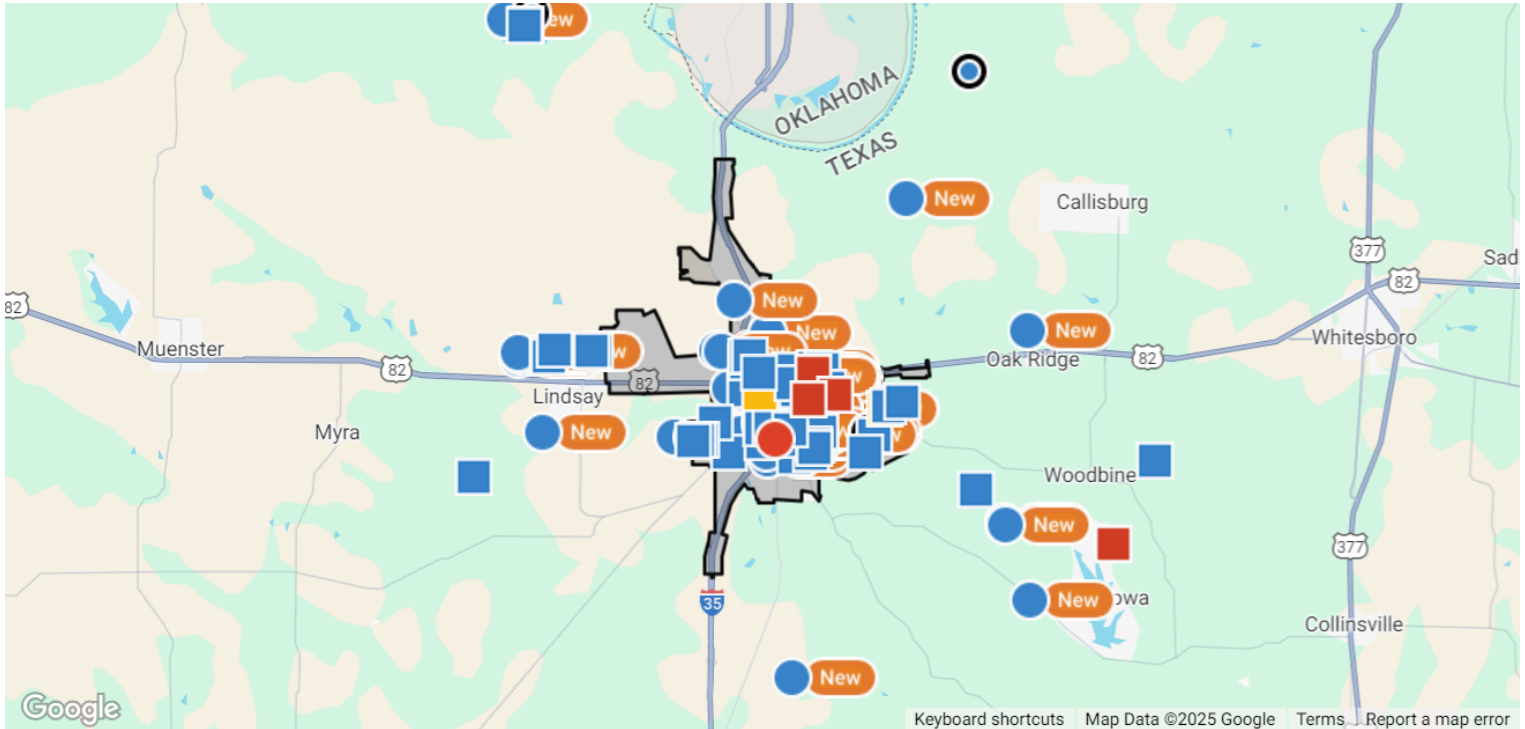 New
OKLAHOMA
TEXAS
New
Callisburg
377
Sad
82
82
New
New
New
Whitesboro
Muenster
82
82
Oak Ridge
82
Lindsay
Myra
New
Woodbine
New
377
35
New
owa
Collinsville
New
Google
Keyboard shortcuts
Map Data ©2025 Google
Terms
Report a map error